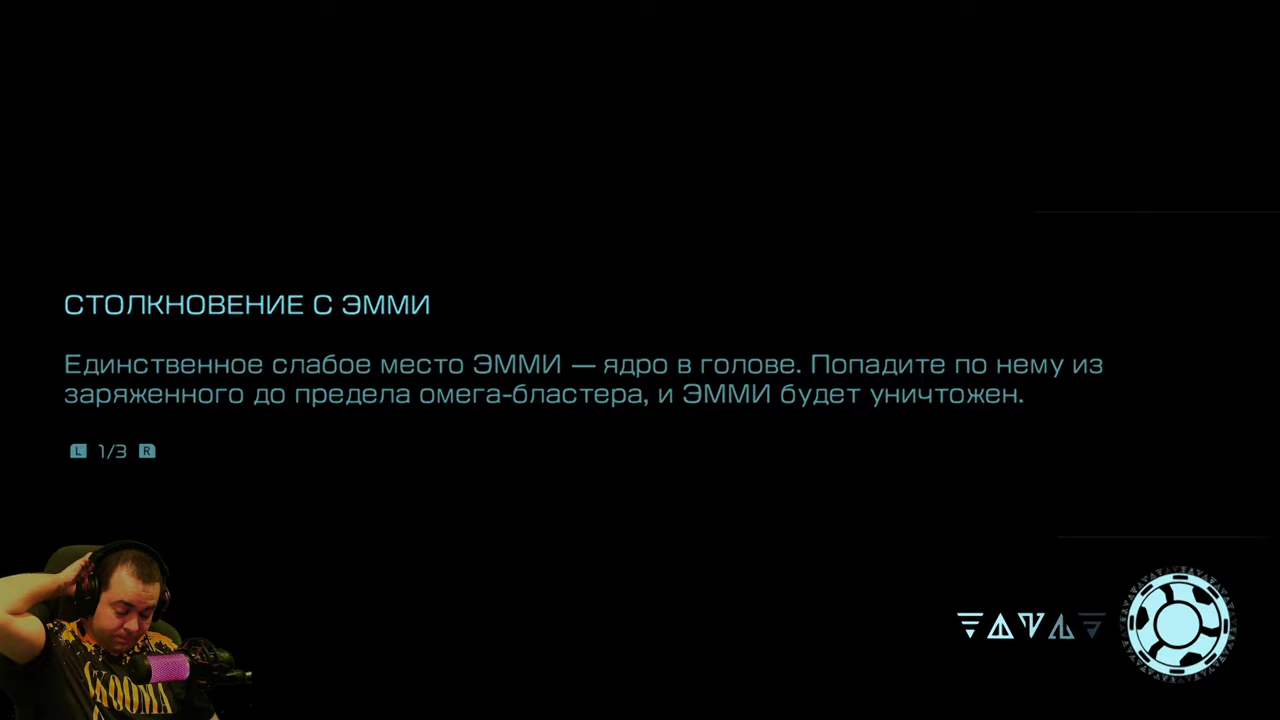 СТОЛКНОВЕНИЕ С ЭММИ
Единственное слабое место ЭММИ — ядро в голове. Попадите по нему из
заряженного до предела омега-бластера, и ЭММИ будет уничтожен.
L 1/3 R